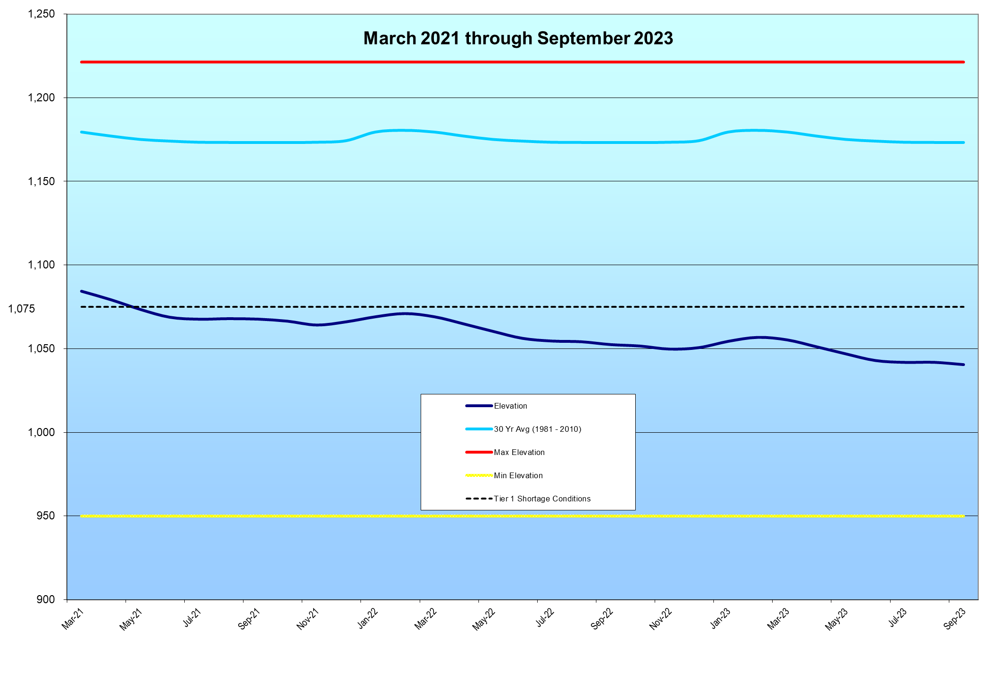 March 2021 through September 2023
1,250
1,200
1,150
1,100
1,075
1,050
1,000
950
900
Elevation
30 Yr Avg (1981 - 2010)
Max Elevation
Min Elevation
Tier 1 Shortage Conditions
Mar-21
May-21
Jul-21
Sep-21
Nov-21
Jan-22
Mar-22
May-22
Jul-22
Sep-22
Nov-22
Jan-23
Mar-23
May-23
Jul-23
Sep-23